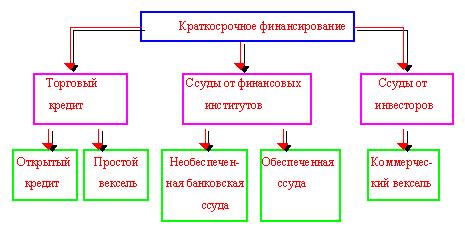 Краткосрочное финансирование
Торговый
кредит
Ссуды от финансовых
институтов
Ссуды от
инвесторов
Открытый
кредит
Простой
вексель
Необеспечен-
ная банковская
ссуда
Обеспеченная
ссуда
Коммерчес-
кий вексель